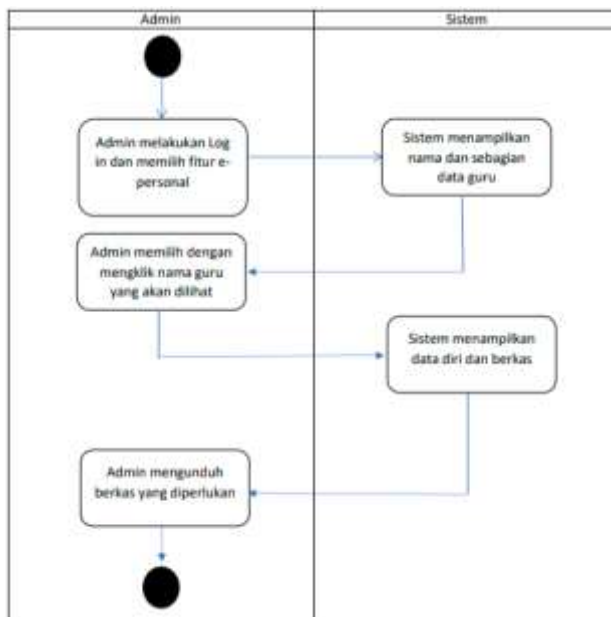 Admin
Sistem
Admin melakukan Log
in dan memilih fitur e-
personal
Sistem menampilkan
nama dan sebagian
data guru
Admin memilih dengan
mengklik nama guru
yang akan dilihat
Sistem menampilkan
data diri dan berkas
Admin mengunduh
berkas yang diperlukan